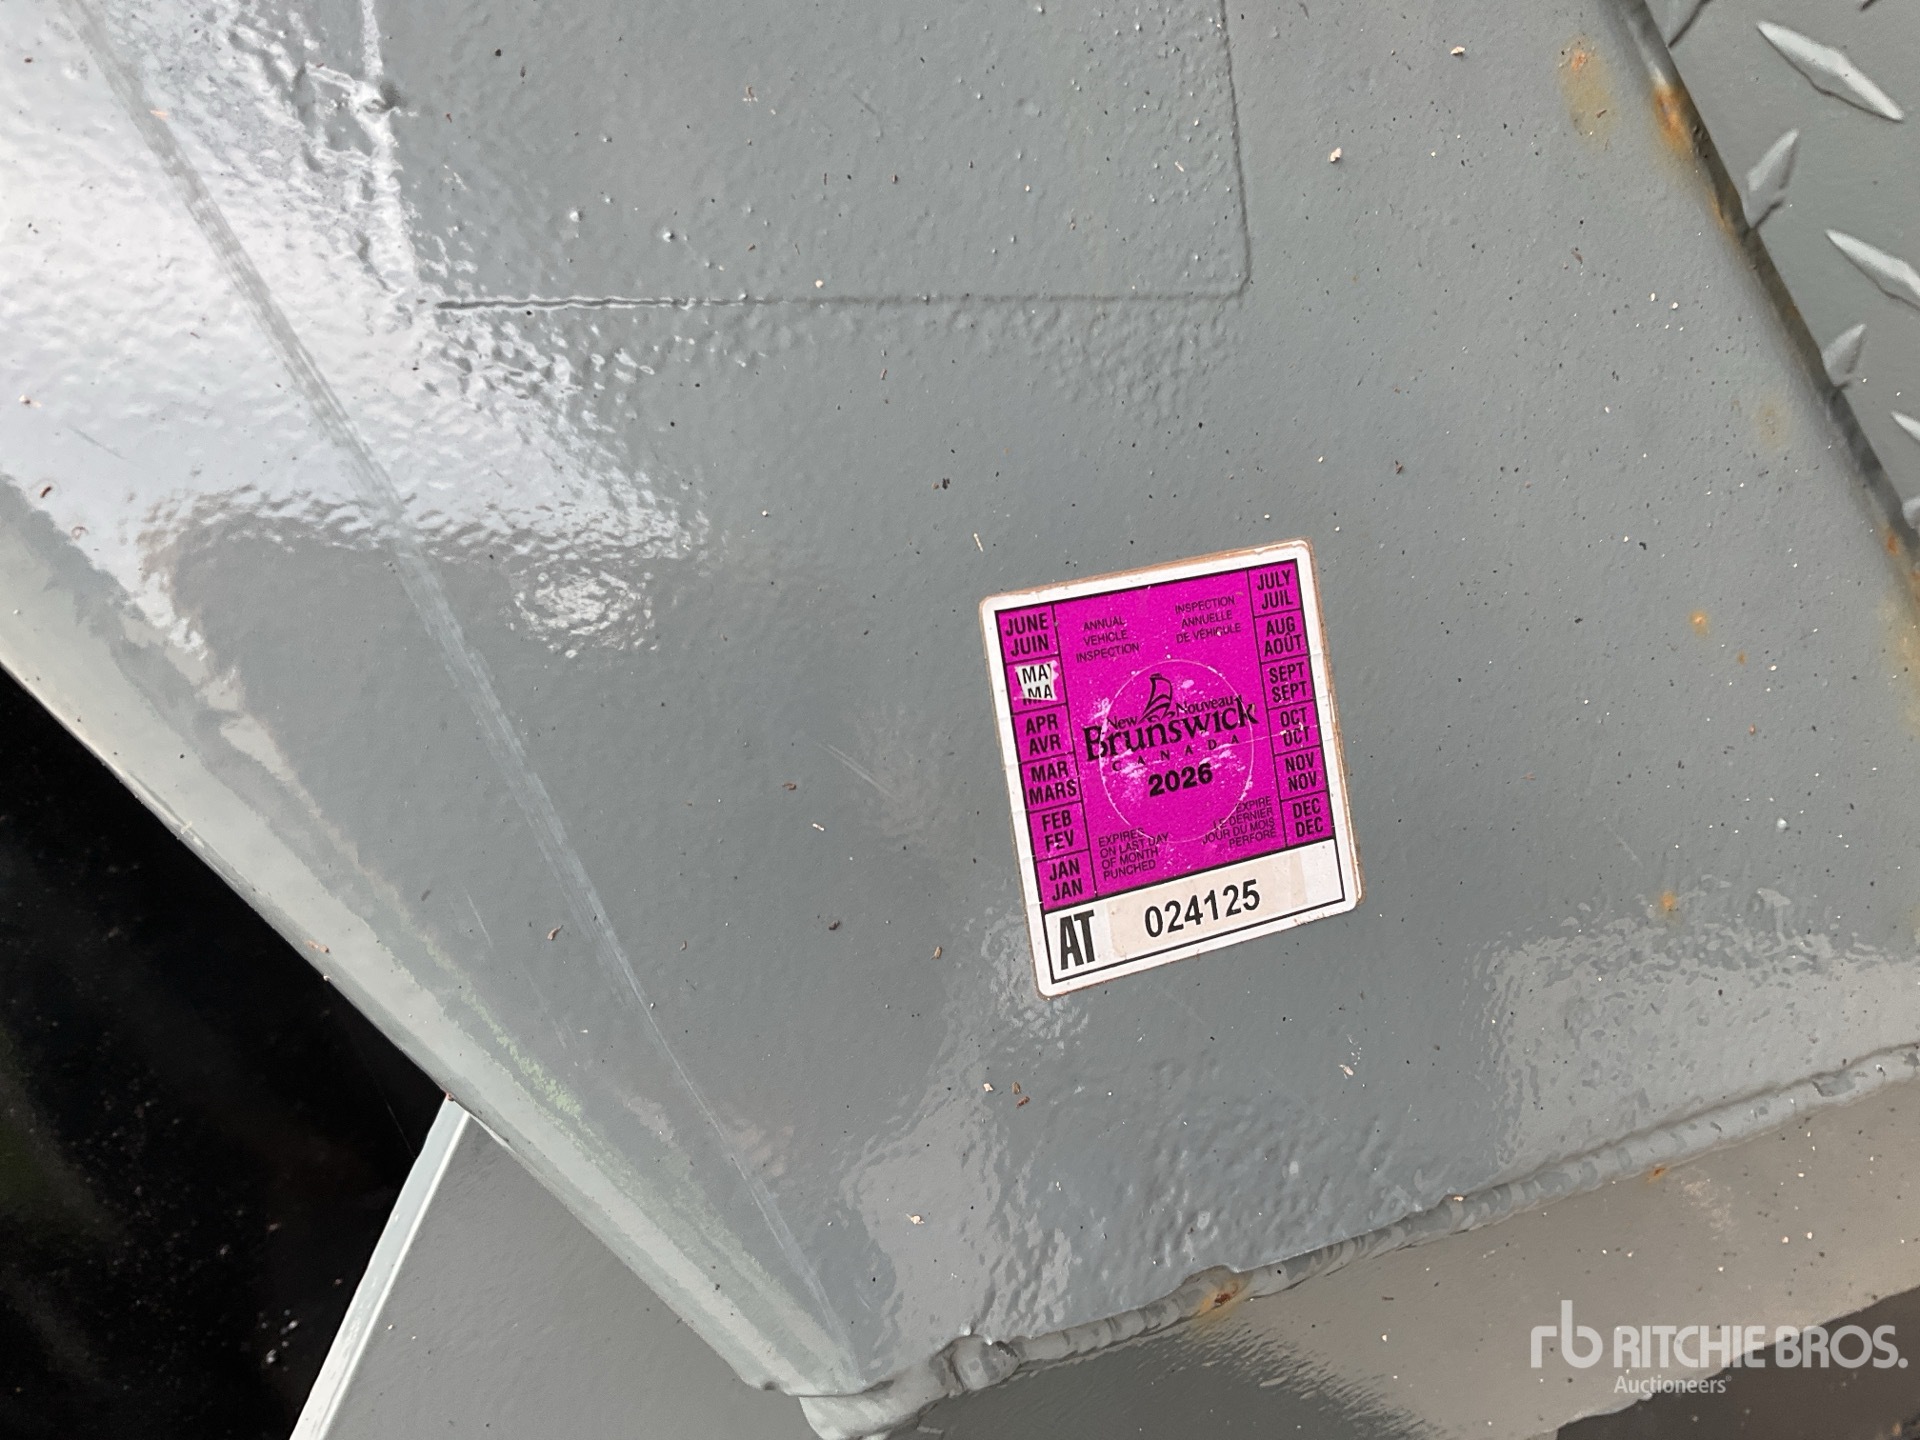 JUNE
JUIN
MAY
MA
APR
AVR
MAR
MARS
FEB
FEV
JAN
JAN
ANNUAL
VEHICLE
INSPECTION
INSPECTION
ANNUELLE
DE VÉHICULE
New Nouveau
Brunswick
CANADA
2026
EXPIRES
ON LAST DAY
OF MONTH
PUNCHED
EXPIRE
LE DERNIER
JOUR DU MOIS
PERFORÉ
JULY
JUIL
AUG
AOÛT
SEPT
SEPT
OCT
OCT
NOV
NOV
DEC
DEC
AT 024125
rb RITCHIE BROS.
Auctioneers